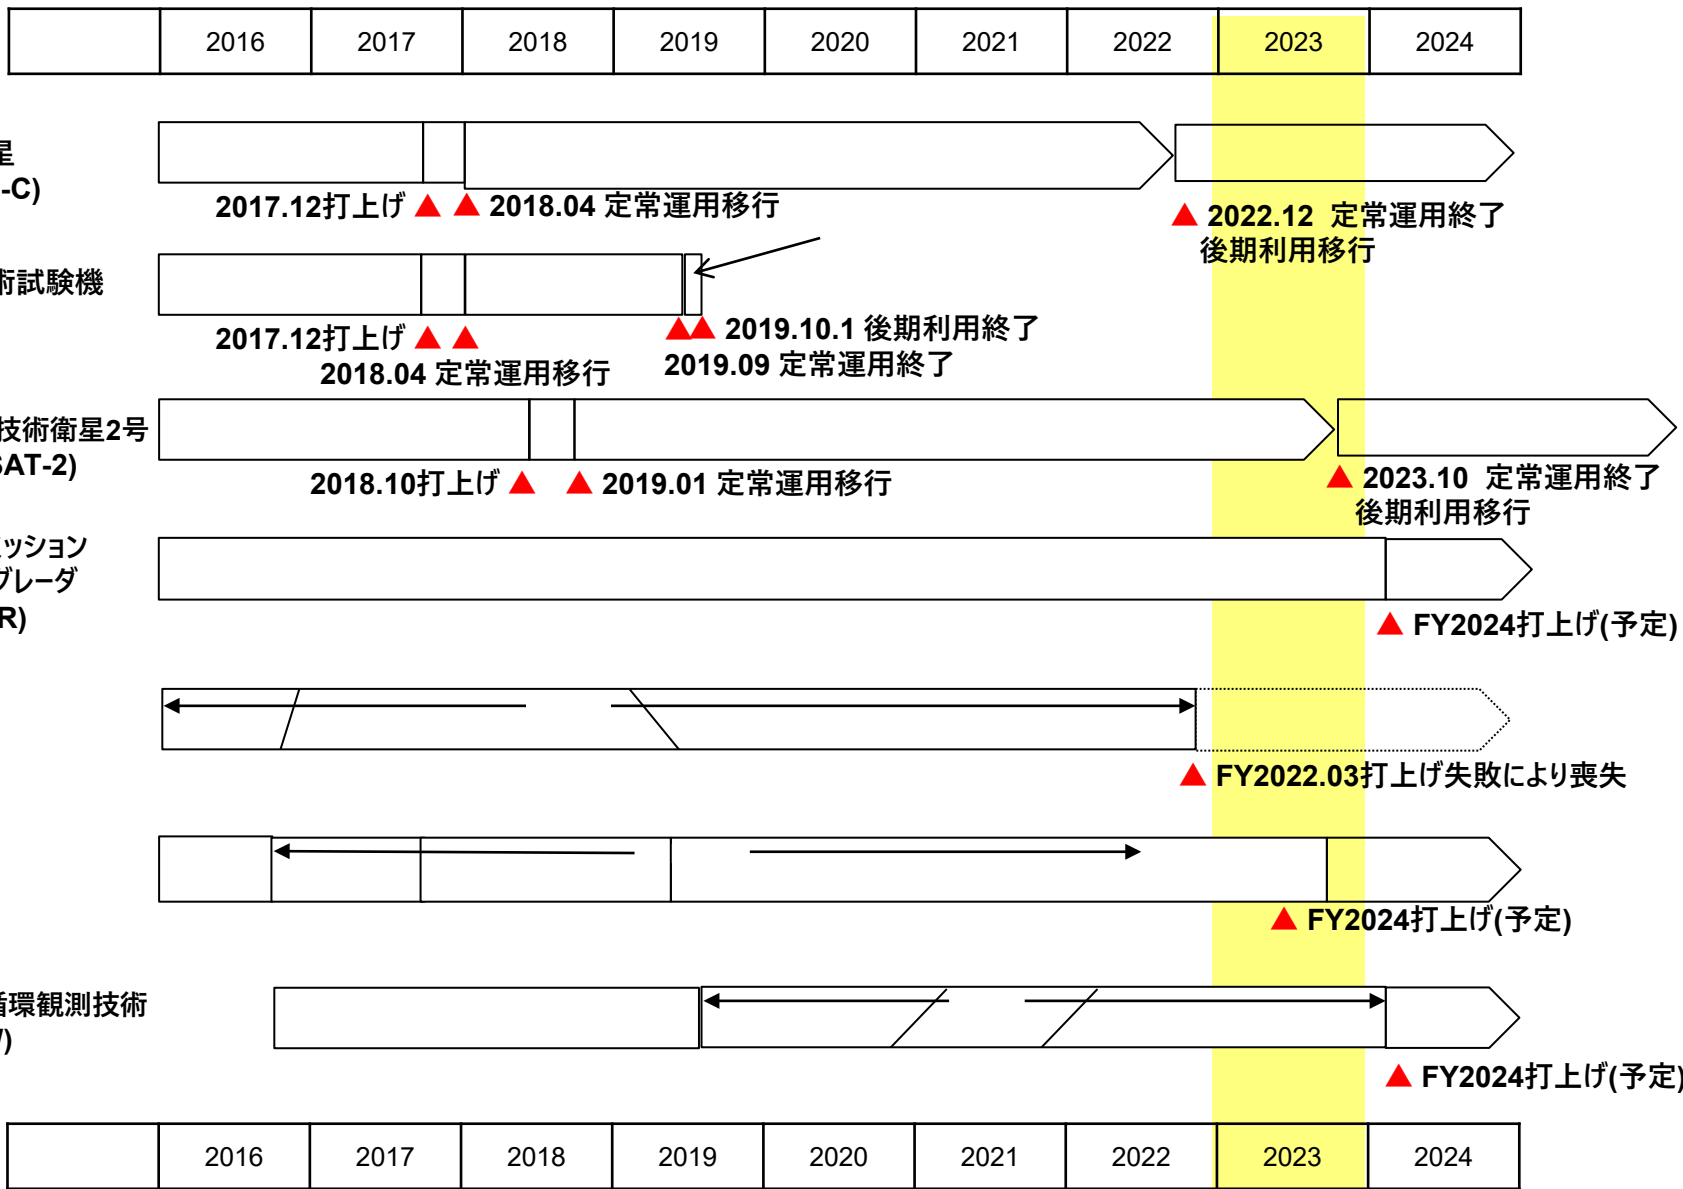 2016 2017 2018 2019 2020 2021 2022 2023 2024
星
-C)
2017.12打上げ ▲ ▲ 2018.04 定常運用移行
▲ 2022.12 定常運用終了
後期利用移行
術試験機
2017.12打上げ ▲ ▲
2018.04 定常運用移行
▲▲ 2019.10.1 後期利用終了
2019.09 定常運用終了
技術衛星2号
SAT-2)
2018.10打上げ ▲ ▲ 2019.01 定常運用移行
▲ 2023.10 定常運用終了
後期利用移行
ミッション
グレーダ
R)
▲ FY2024打上げ(予定)
▲ FY2022.03打上げ失敗により喪失
▲ FY2024打上げ(予定)
循環観測技術
)
▲ FY2024打上げ(予定)
2016 2017 2018 2019 2020 2021 2022 2023 2024